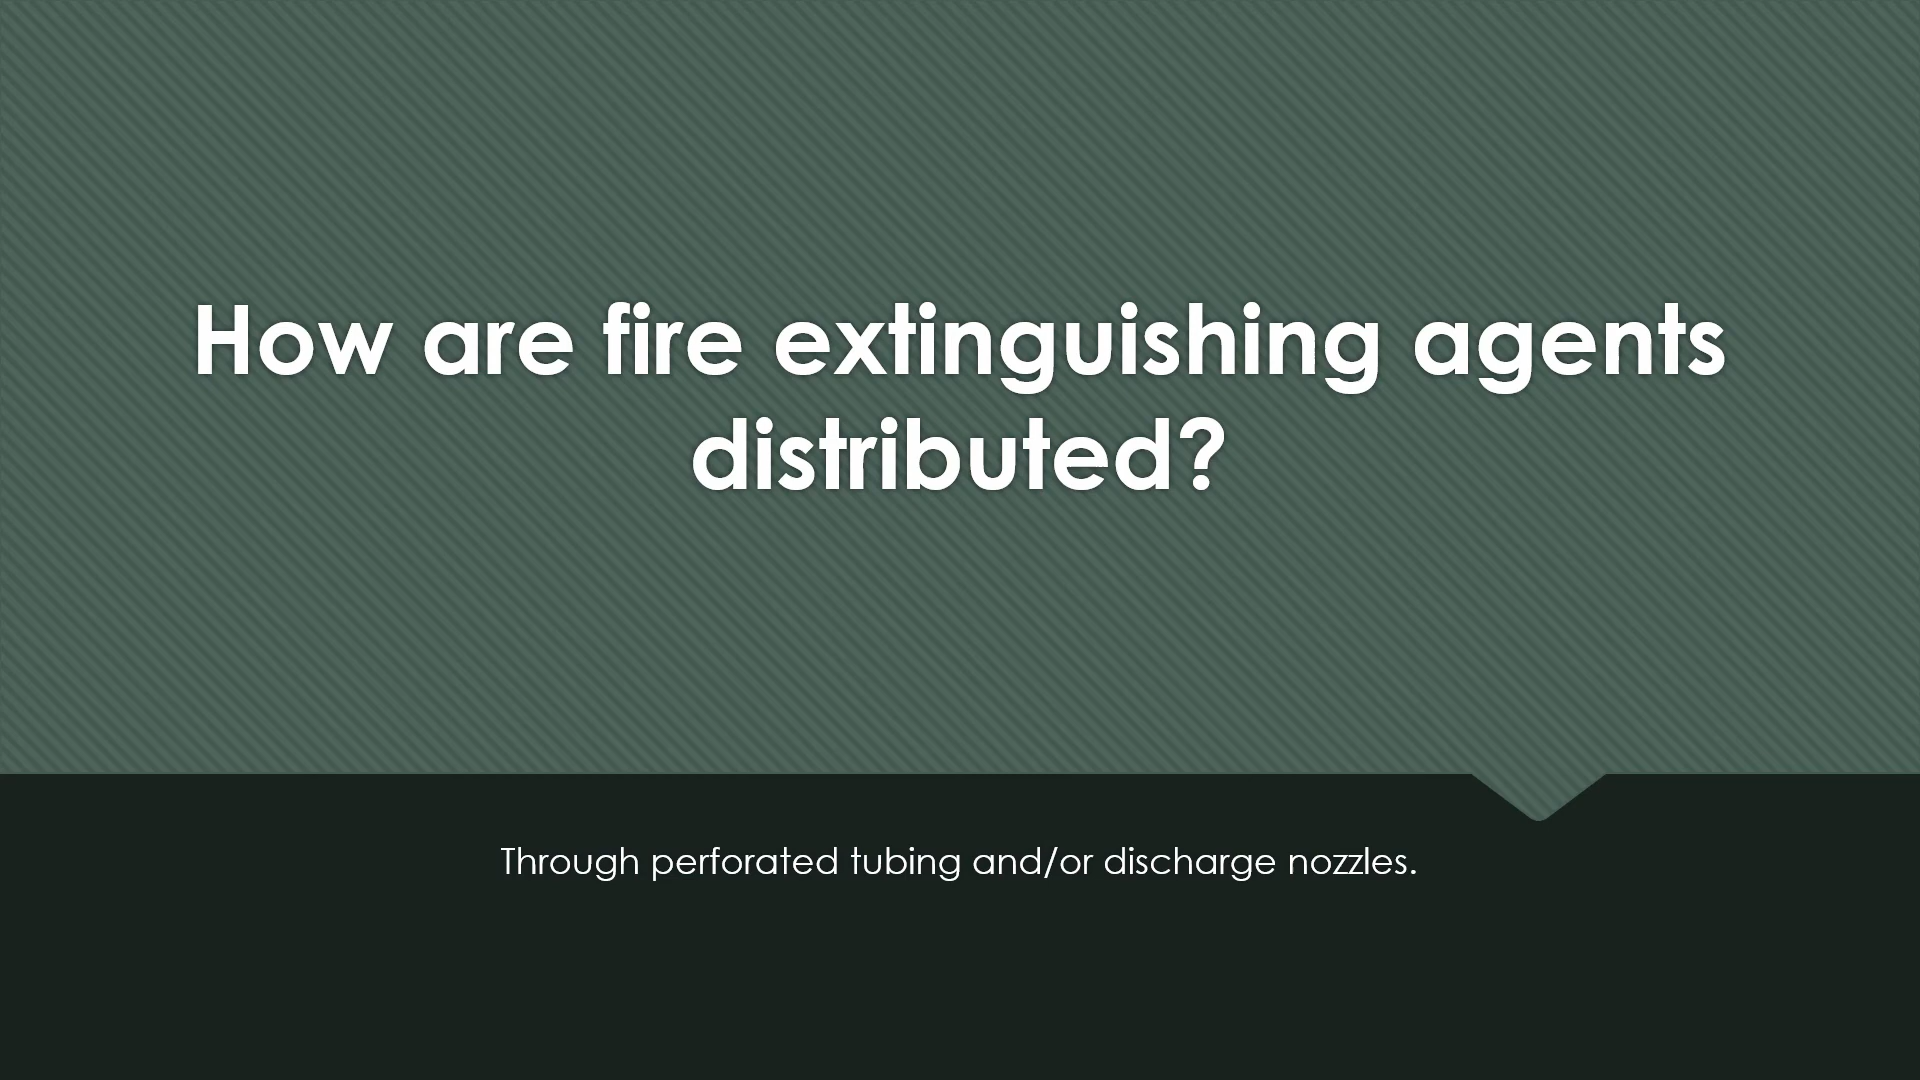 How are fire extinguishing agents
distributed?
Through perforated tubing and/or discharge nozzles.